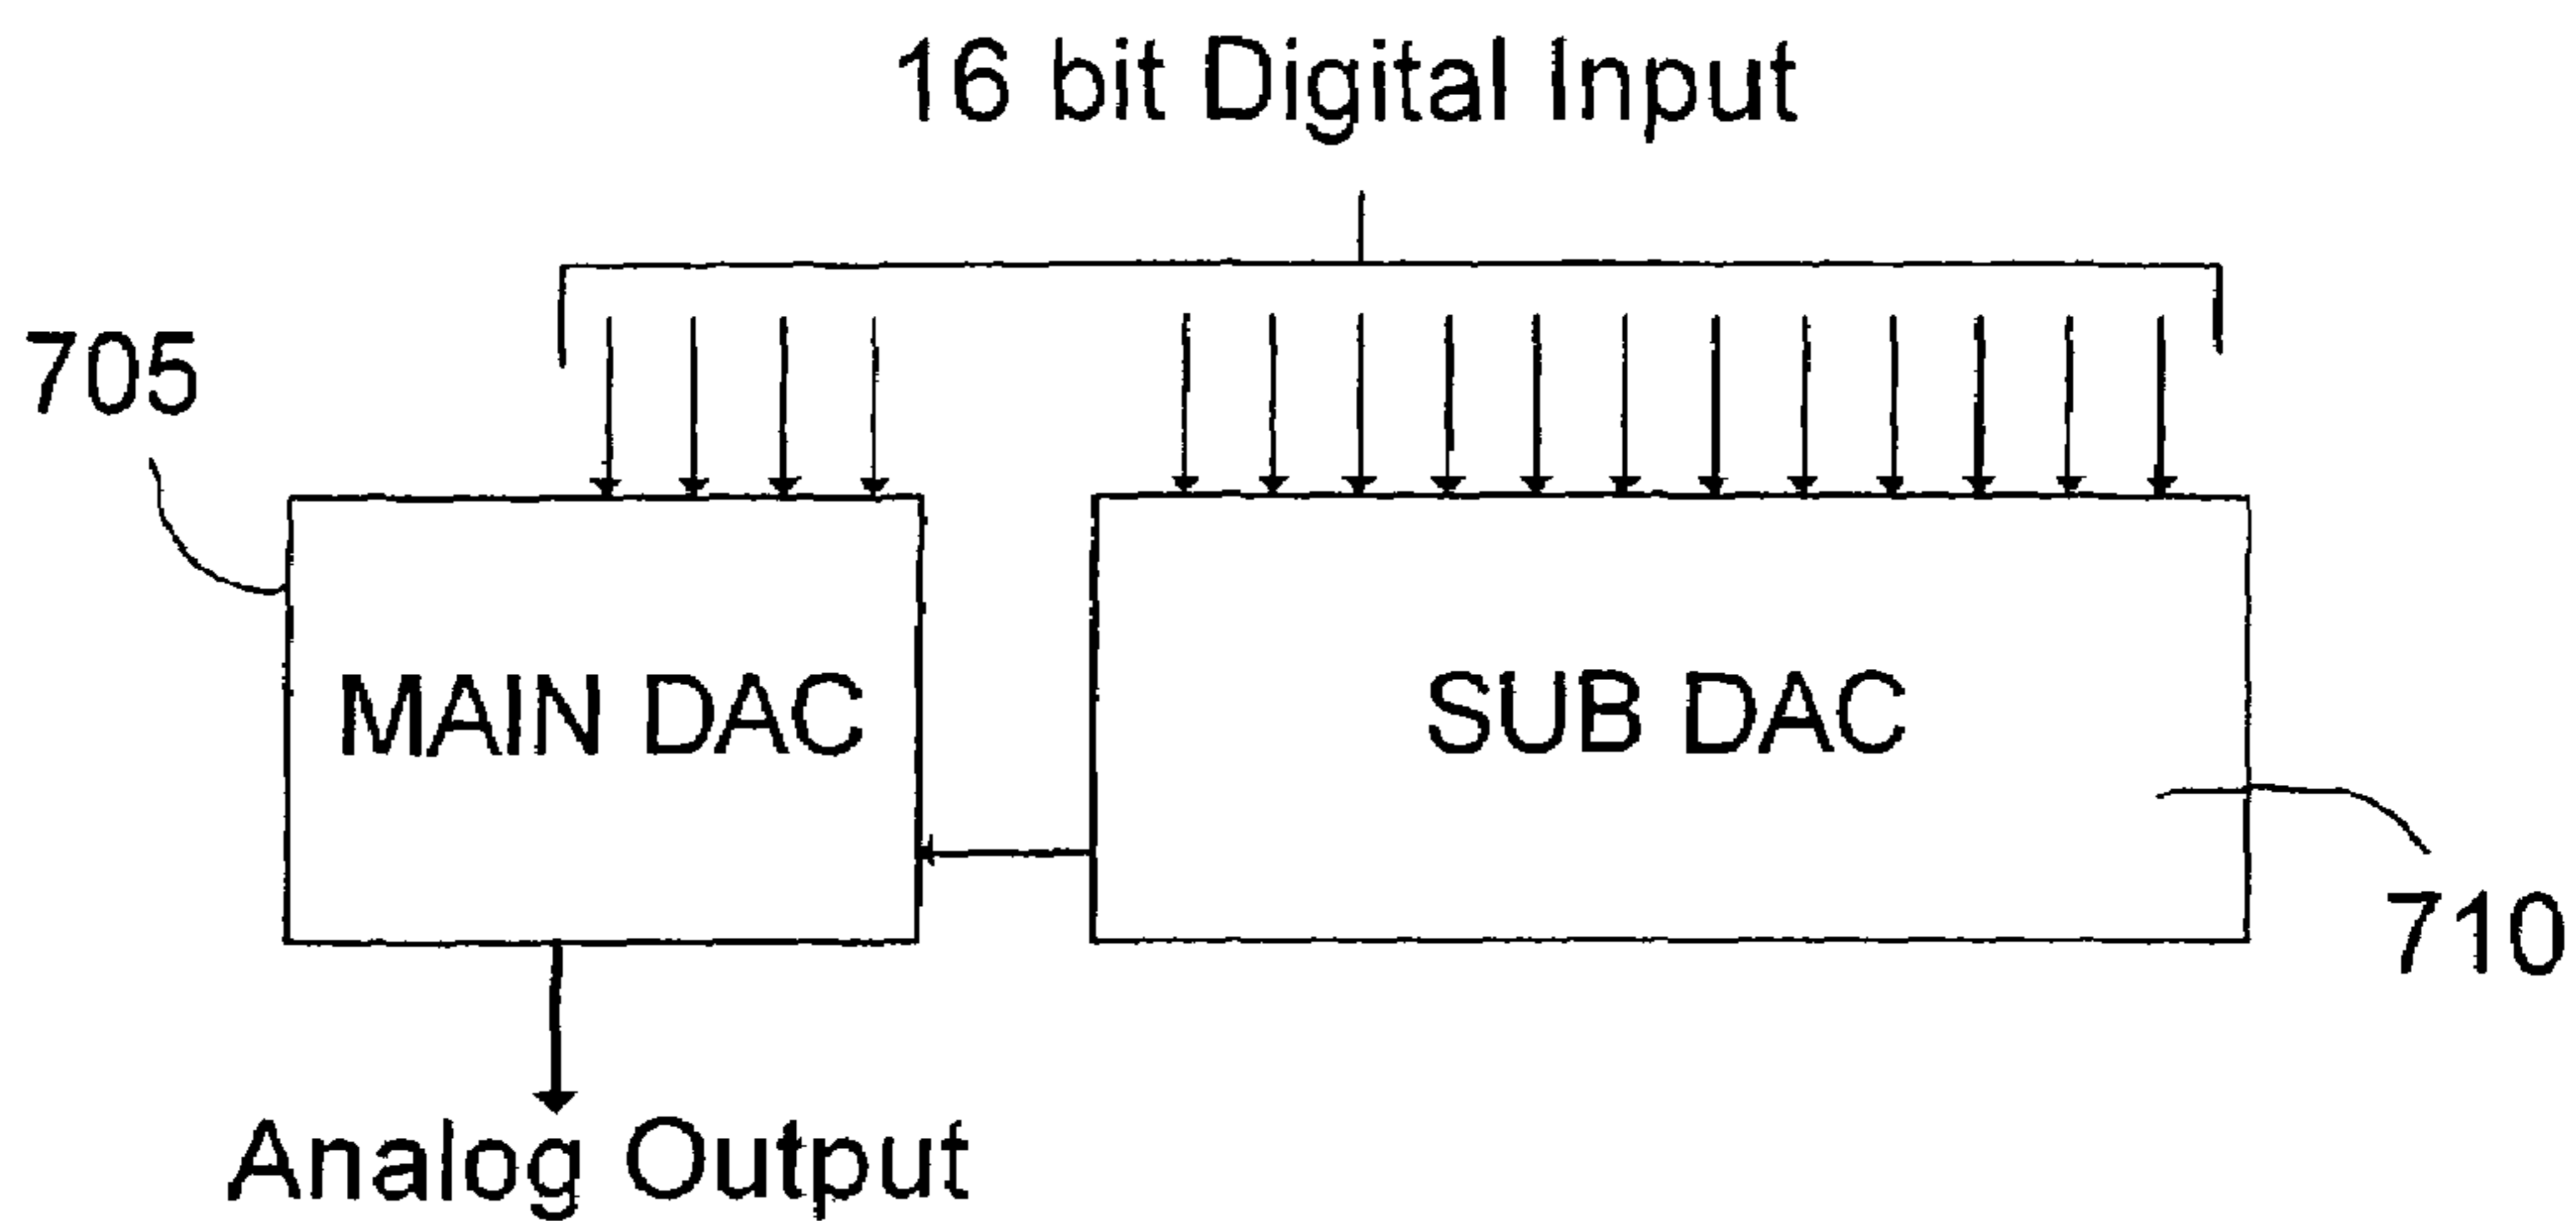 16 bit Digital Input
705
MAIN DAC
SUB DAC
710
Analog Output